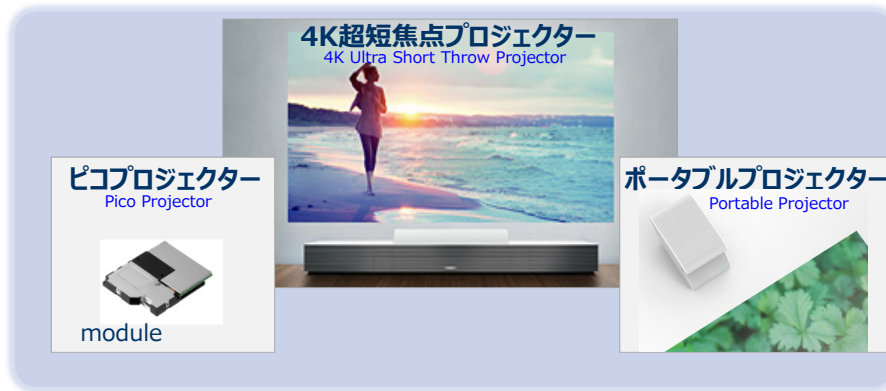 4K超短焦点プロジェクター
4K Ultra Short Throw Projector
ピコプロジェクター
Pico Projector
module
ポータブルプロジェクター
Portable Projector